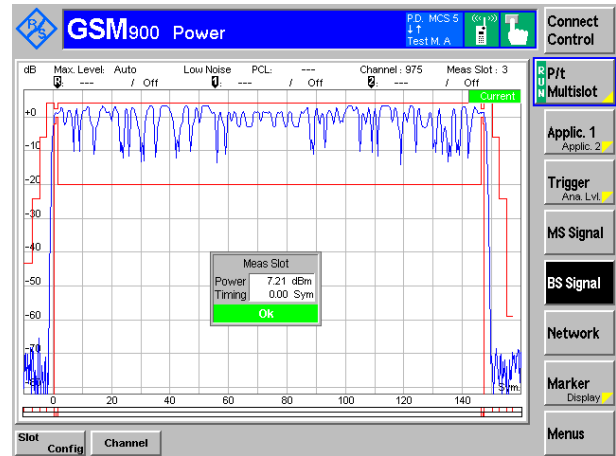 R&S
GSM900 Power
P.D. MCS 5
Test M. A
Connect
Control
dB Max. Level: Auto Low Noise PCL: --- Channel : 975 Meas Slot : 3
1: --- / Off 1: --- / Off 2: --- / Off
Current
RUN
P/t
Multislot
+0
-10
-20
-30
-40
-50
-60
-70
-80
Meas Slot
Power 7.21 dBm
Timing 0.00 Sym
Ok
0 20 40 60 80 100 120 140
Sym.
Applic. 1
Applic. 2
Trigger
Ana. Lvl.
MS Signal
BS Signal
Network
Marker
Display
Menus
Slot
Config
Channel